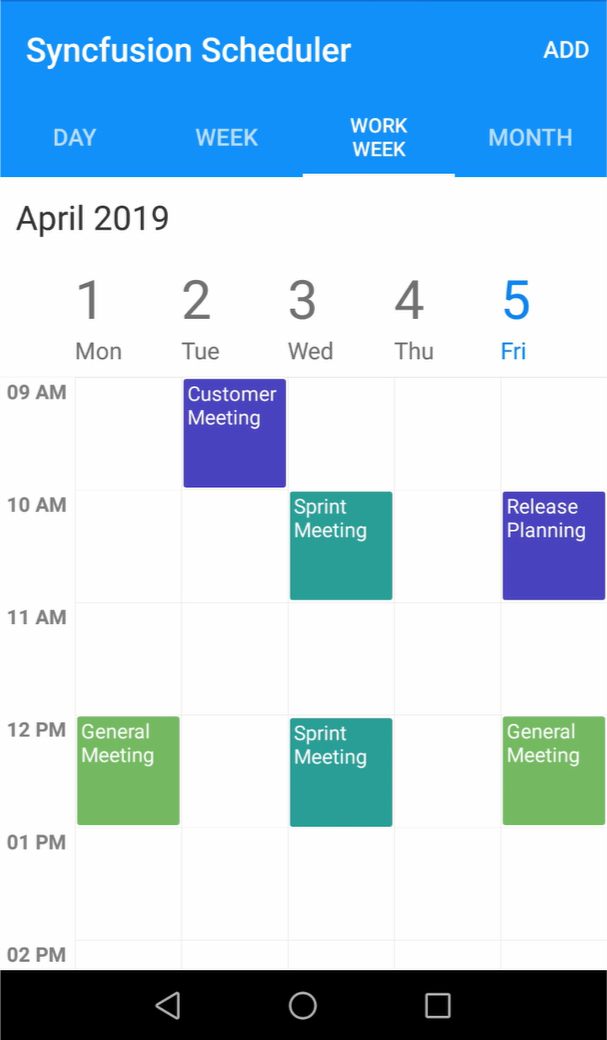 Syncfusion Scheduler
ADD
DAY
WEEK
WORK
WEEK
MONTH
April 2019
1
2
3
4
5
Mon
Tue
Wed
Thu
Fri
09 AM
Customer
Meeting
10 AM
Sprint
Meeting
Release
Planning
11 AM
12 PM
General
Meeting
Sprint
Meeting
General
Meeting
01 PM
02 PM